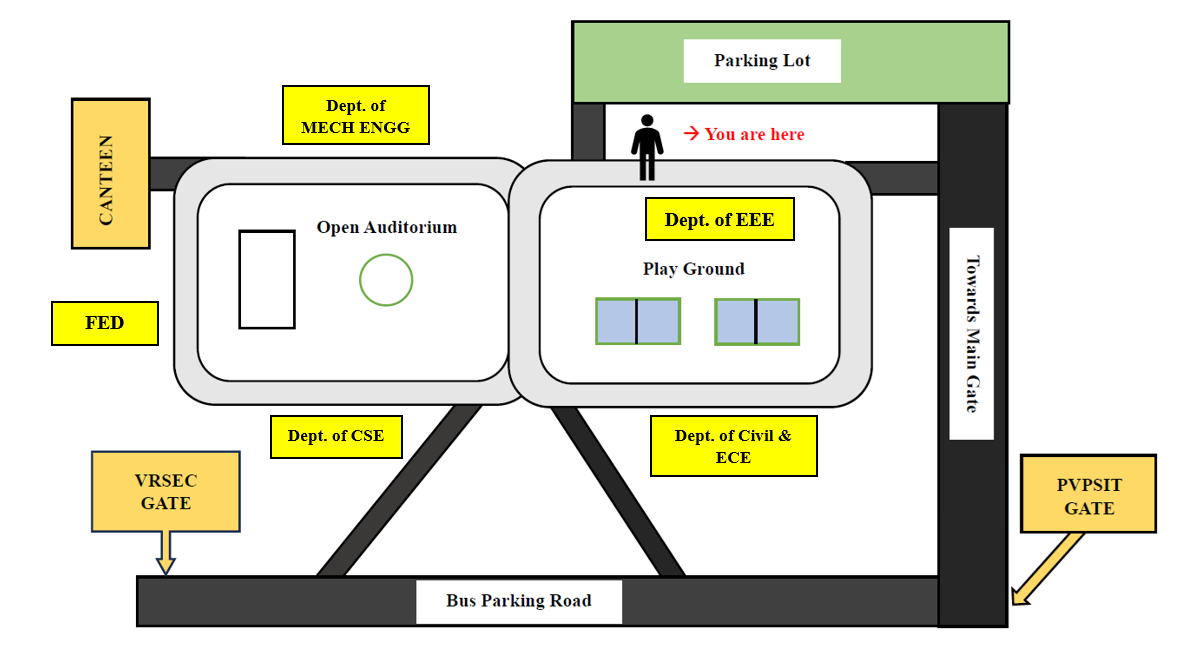 Parking Lot
Dept. of
MECH ENGG
→ You are here
CANTEEN
Dept. of EEE
Open Auditorium
Play Ground
Towards Main Gate
FED
Dept. of CSE
Dept. of Civil &
ECE
VRSEC
GATE
PVPSIT
GATE
Bus Parking Road